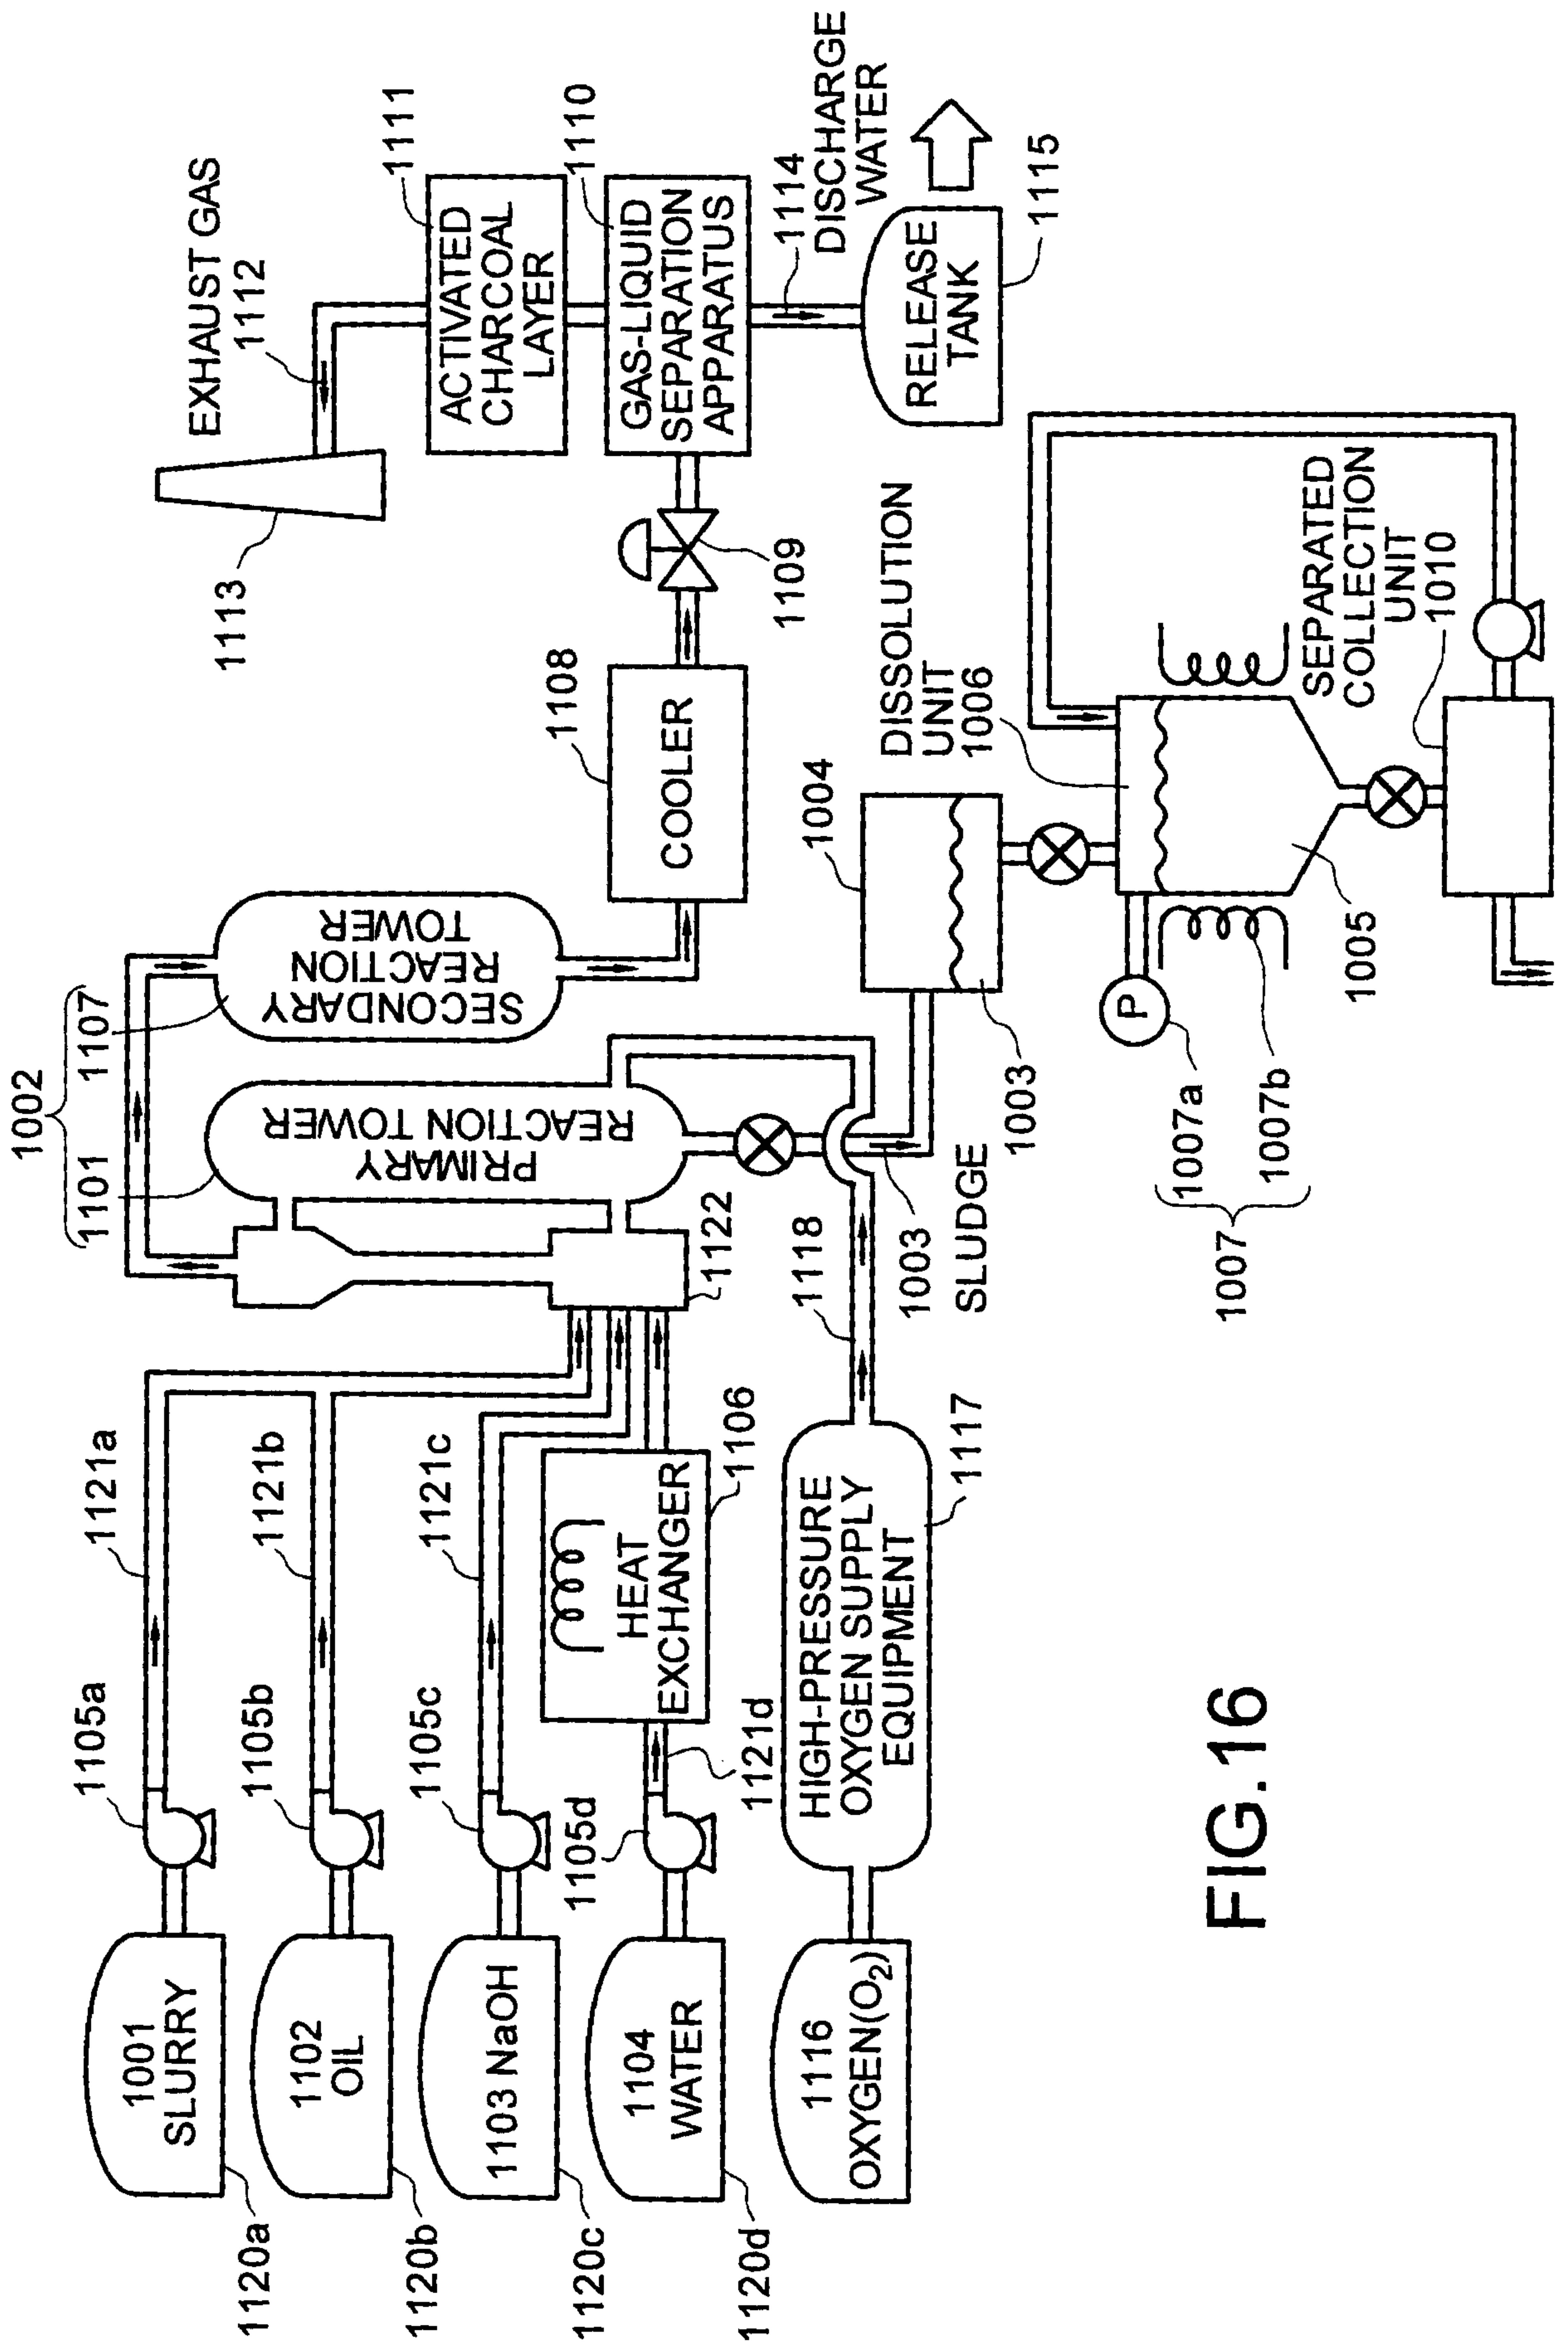 EXHAUST GAS
1112
1113
ACTIVATED
CHARCOAL
LAYER
1111
GAS-LIQUID
SEPARATION
APPARATUS
1110
1114
DISCHARGE
WATER
RELEASE
TANK
1115
1109
COOLER
1108
1002
1101
1107
SECONDARY
REACTION
TOWER
PRIMARY
REACTION TOWER
1122
1121a
1105a
1001
SLURRY
1120a
1121b
1105b
1102
OIL
1120b
1121c
1105c
1103 NaOH
1120c
HEAT
EXCHANGER
1106
1121d
1105d
1104
WATER
1120d
1118
HIGH-PRESSURE
OXYGEN SUPPLY
EQUIPMENT
1117
1116
OXYGEN(O2)
1003
SLUDGE
1003
1004
DISSOLUTION
UNIT
1006
P
1007a
1007b
1007
1005
SEPARATED
COLLECTION
UNIT
1010
FIG.16